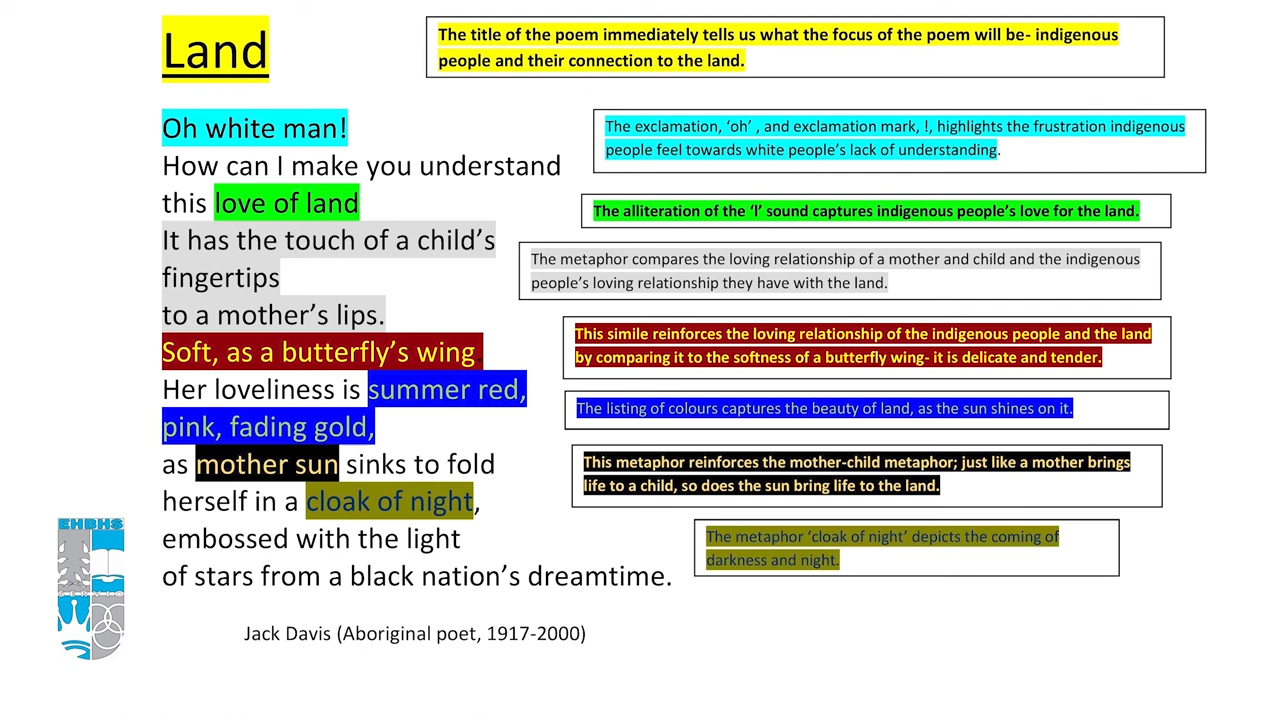 Land
The title of the poem immediately tells us what the focus of the poem will be- indigenous
people and their connection to the land.
Oh white man!
The exclamation, ‘oh’ , and exclamation mark, !, highlights the frustration indigenous
people feel towards white people’s lack of understanding.
How can I make you understand
this love of land
The alliteration of the ‘l’ sound captures indigenous people’s love for the land.
It has the touch of a child’s
fingertips
to a mother’s lips.
The metaphor compares the loving relationship of a mother and child and the indigenous
people’s loving relationship they have with the land.
Soft, as a butterfly’s wing.
This simile reinforces the loving relationship of the indigenous people and the land
by comparing it to the softness of a butterfly wing- it is delicate and tender.
Her loveliness is summer red,
pink, fading gold,
The listing of colours captures the beauty of land, as the sun shines on it.
as mother sun sinks to fold
This metaphor reinforces the mother-child metaphor; just like a mother brings
life to a child, so does the sun bring life to the land.
herself in a cloak of night,
The metaphor ‘cloak of night’ depicts the coming of
darkness and night.
embossed with the light
of stars from a black nation’s dreamtime.
Jack Davis (Aboriginal poet, 1917-2000)
EHBHS
SERVIO